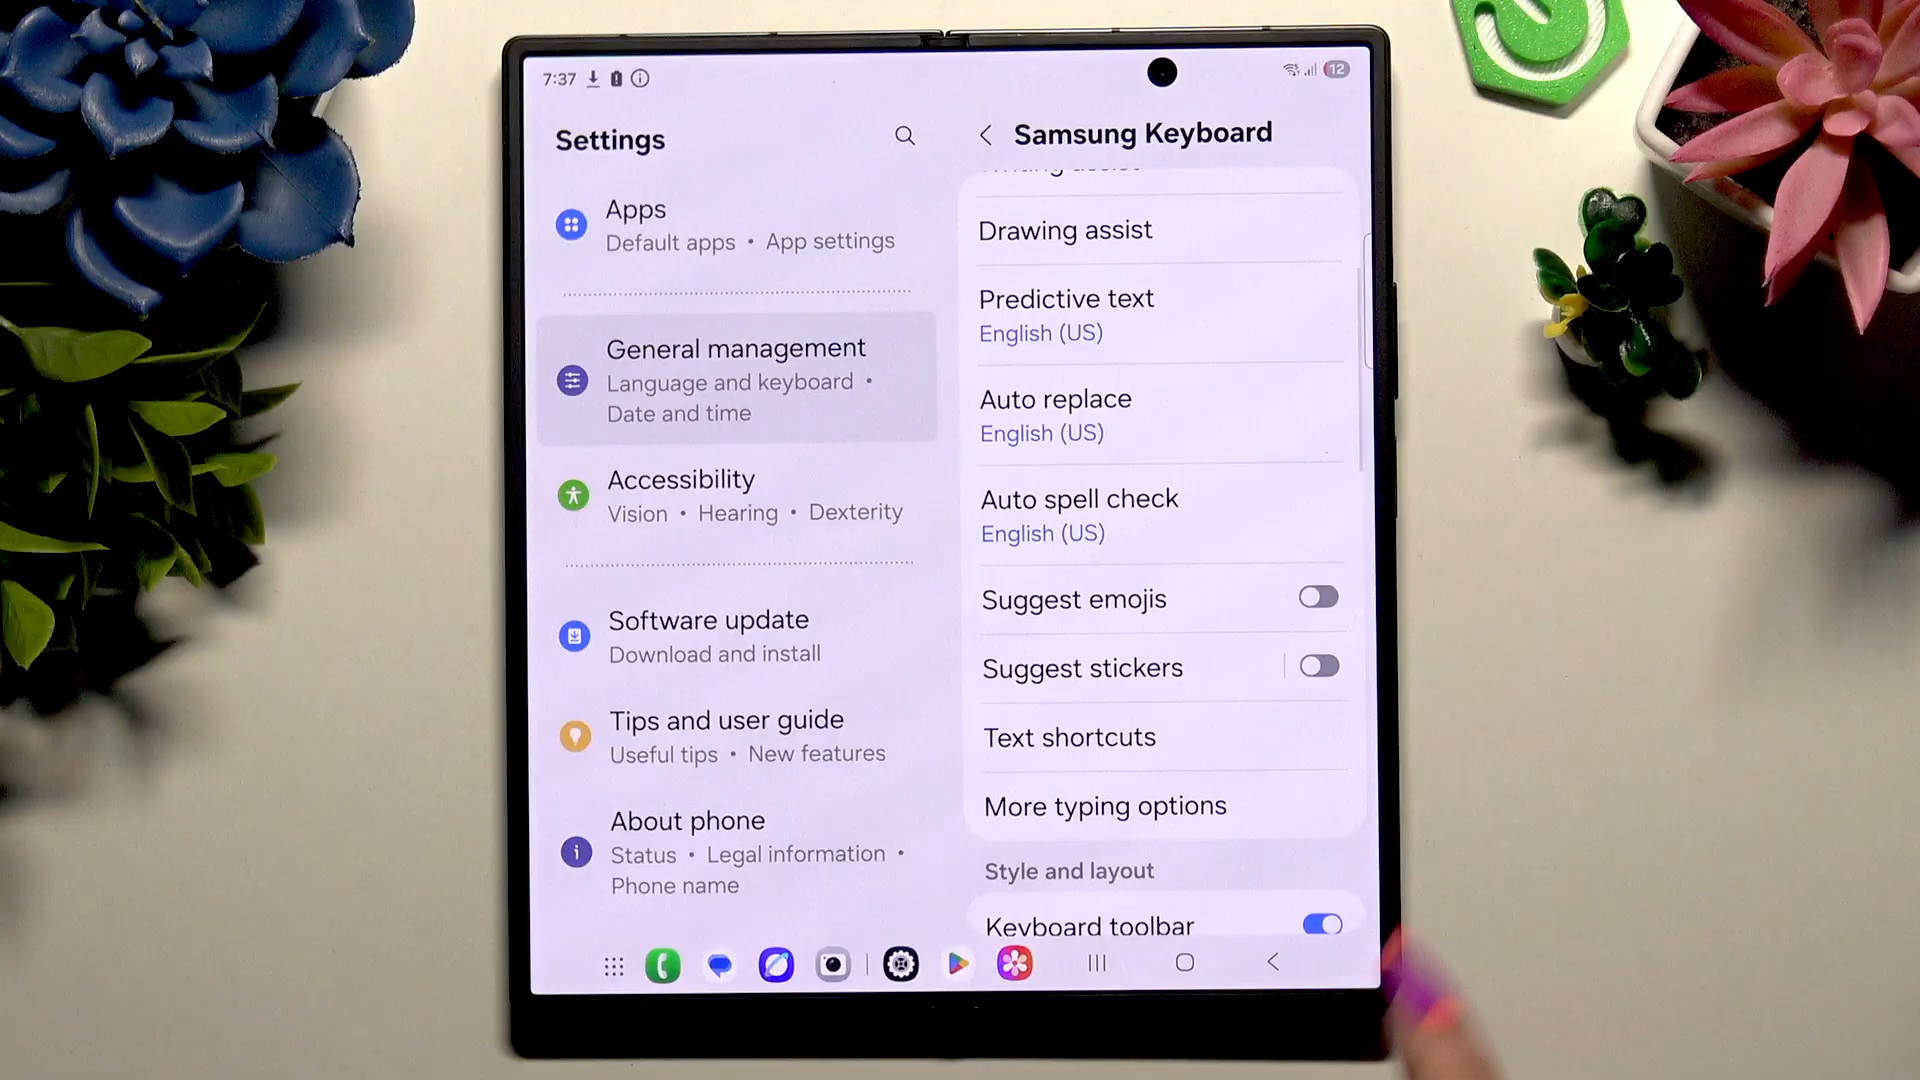 7:37
12
Settings
Apps
Default apps • App settings
General management
Language and keyboard •
Date and time
Accessibility
Vision • Hearing • Dexterity
Software update
Download and install
Tips and user guide
Useful tips • New features
About phone
Status • Legal information •
Phone name
Samsung Keyboard
Drawing assist
Predictive text
English (US)
Auto replace
English (US)
Auto spell check
English (US)
Suggest emojis
Suggest stickers
Text shortcuts
More typing options
Style and layout
Keyboard toolbar